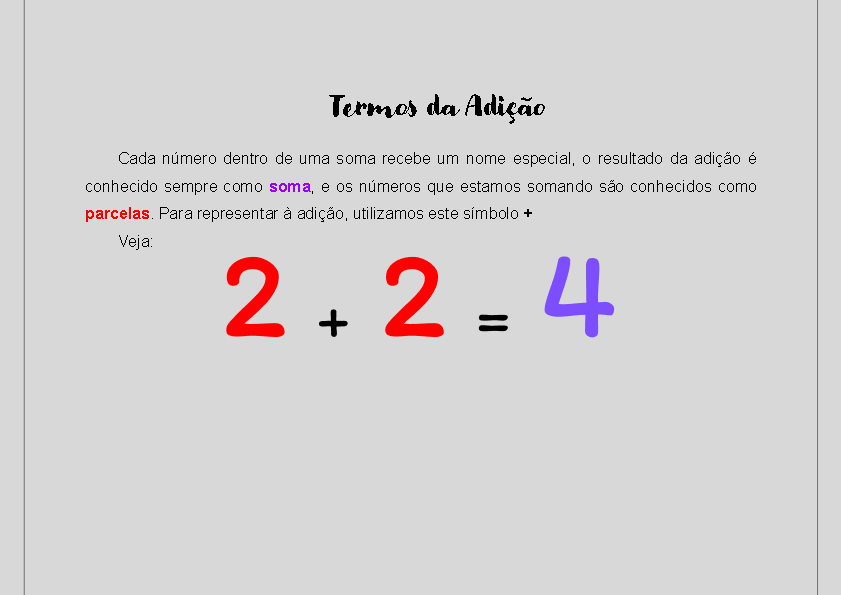 Termos da Adição
Cada número dentro de uma soma recebe um nome especial, o resultado da adição é
conhecido sempre como soma, e os números que estamos somando são conhecidos como
parcelas. Para representar à adição, utilizamos este símbolo +
Veja:
2 + 2 = 4